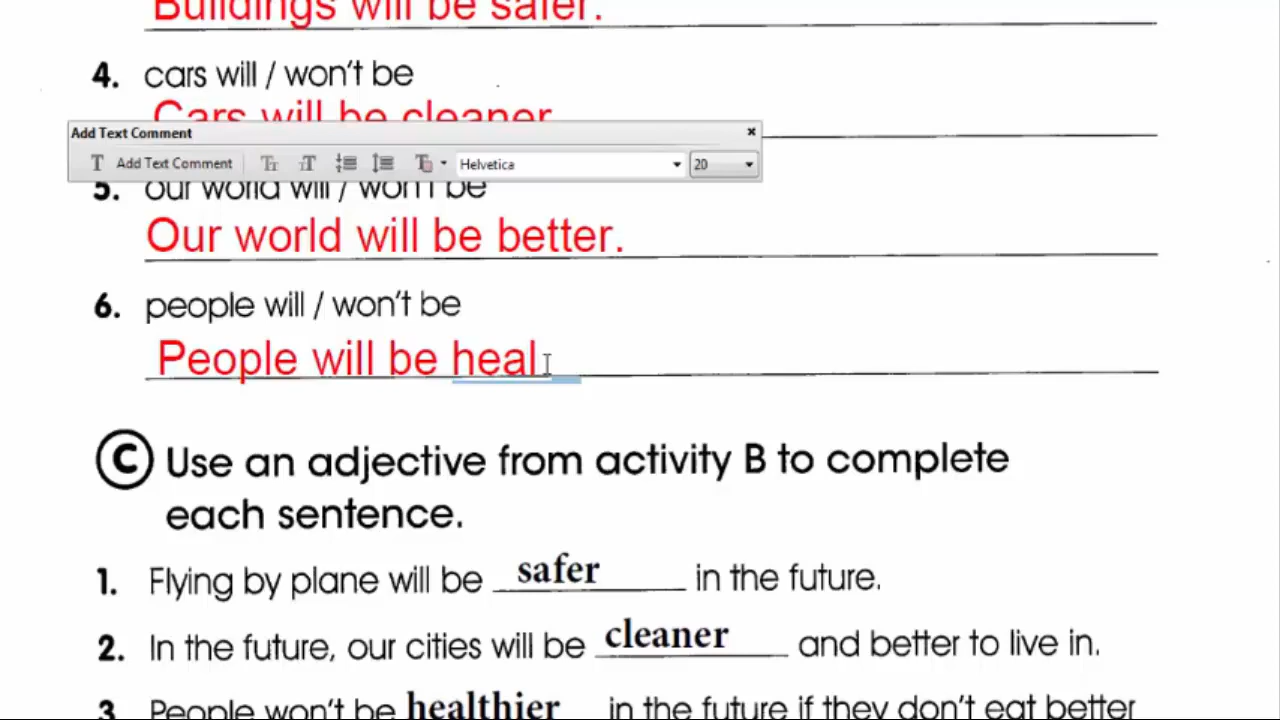 Buildings will be safer.
4. cars will / won't be
Cars will be cleaner
Add Text Comment
Add Text Comment Helvetica 20
5. our world will / won't be
Our world will be better.
6. people will / won't be
People will be heal
C Use an adjective from activity B to complete
each sentence.
1. Flying by plane will be safer in the future.
2. In the future, our cities will be cleaner and better to live in.
3. People won't be healthier in the future if they don't eat better